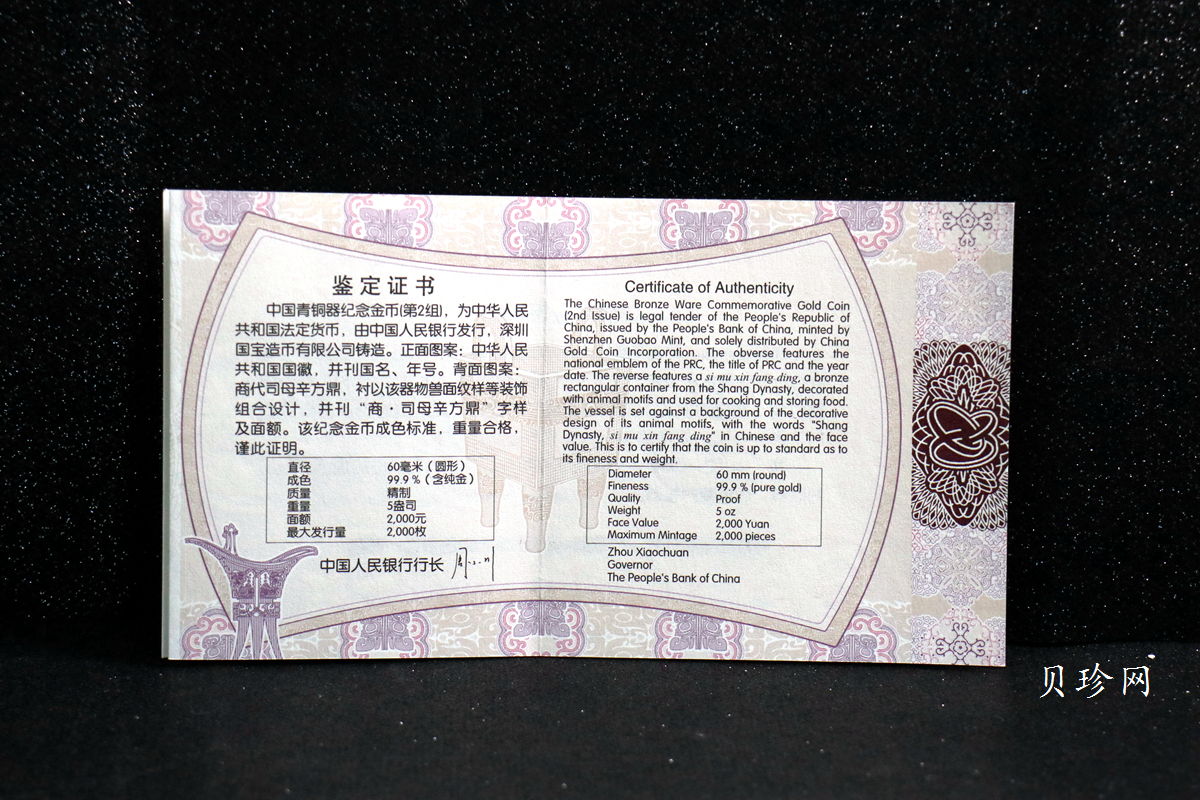 鉴定证书
中国青铜器纪念金币(第2组)，为中华人民
共和国法定货币，由中国人民银行发行，深圳
国宝造币有限公司铸造。正面图案：中华人民
共和国国徽，并刊国名、年号。背面图案：
商代司母辛方鼎，衬以该器物兽面纹样等装饰
组合设计，并刊“商·司母辛方鼎”字样
及面额。该纪念金币成色标准，重量合格，
谨此证明。
直径 60毫米（圆形）
成色 99.9％（含纯金）
质量 精制
重量 5盎司
面额 2,000元
最大发行量 2,000枚
中国人民银行行长
Certificate of Authenticity
The Chinese Bronze Ware Commemorative Gold Coin
(2nd Issue) is legal tender of the People's Republic of
China, issued by the People's Bank of China, minted by
Shenzhen Guobao Mint, and solely distributed by China
Gold Coin Incorporation. The obverse features the
national emblem of the PRC, the title of PRC and the year
date. The reverse features a si mu xin fang ding, a bronze
rectangular container from the Shang Dynasty, decorated
with animal motifs and used for cooking and storing food.
The vessel is set against a background of the decorative
design of its animal motifs, with the words "Shang
Dynasty, si mu xin fang ding" in Chinese and the face
value. This is to certify that the coin is up to standard as to
its fineness and weight.
Diameter 60 mm (round)
Fineness 99.9 % (pure gold)
Quality Proof
Weight 5 oz
Face Value 2,000 Yuan
Maximum Mintage 2,000 pieces
Zhou Xiaochuan
Governor
The People's Bank of China
贝珍网